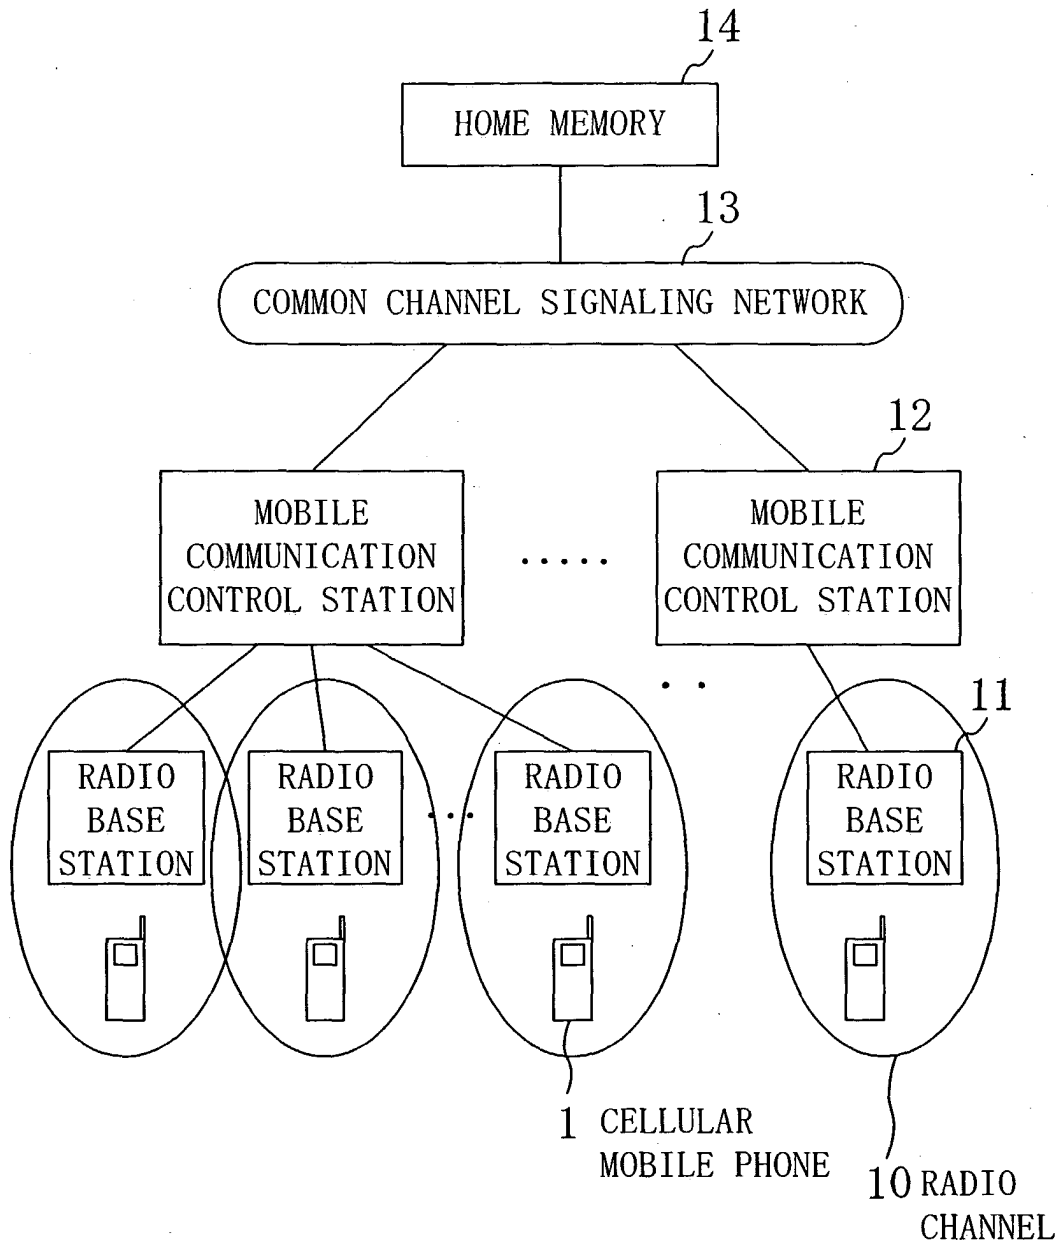 14
HOME MEMORY
13
COMMON CHANNEL SIGNALING NETWORK
12
MOBILE
COMMUNICATION
CONTROL STATION
MOBILE
COMMUNICATION
CONTROL STATION
11
RADIO
BASE
STATION
RADIO
BASE
STATION
RADIO
BASE
STATION
RADIO
BASE
STATION
1 CELLULAR
MOBILE PHONE
10 RADIO
CHANNEL